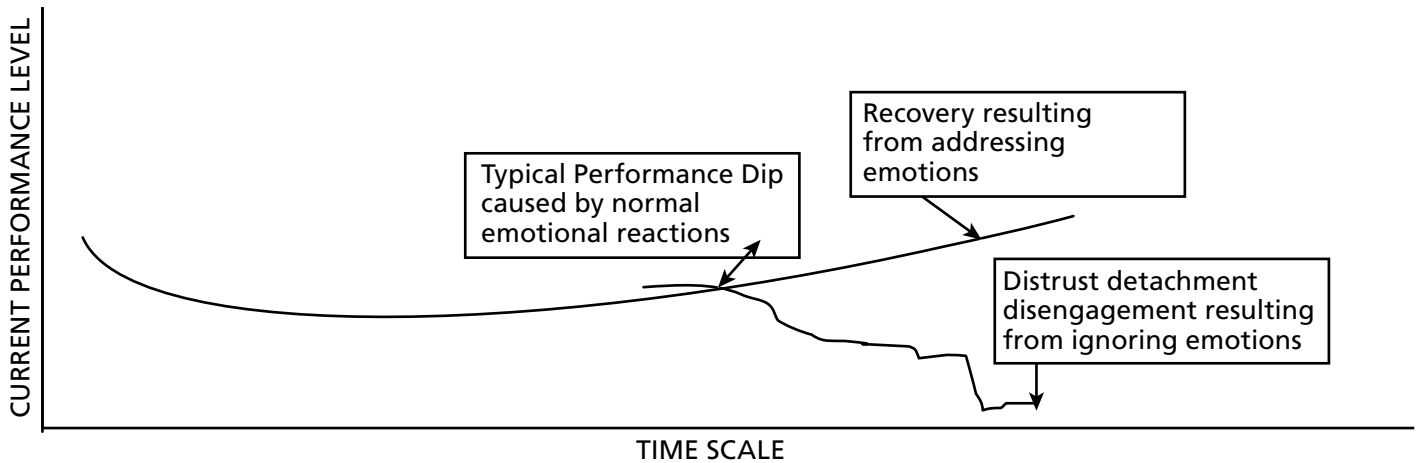 CURRENT PERFORMANCE LEVEL
Typical Performance Dip
caused by normal
emotional reactions
Recovery resulting
from addressing
emotions
Distrust detachment
disengagement resulting
from ignoring emotions
TIME SCALE